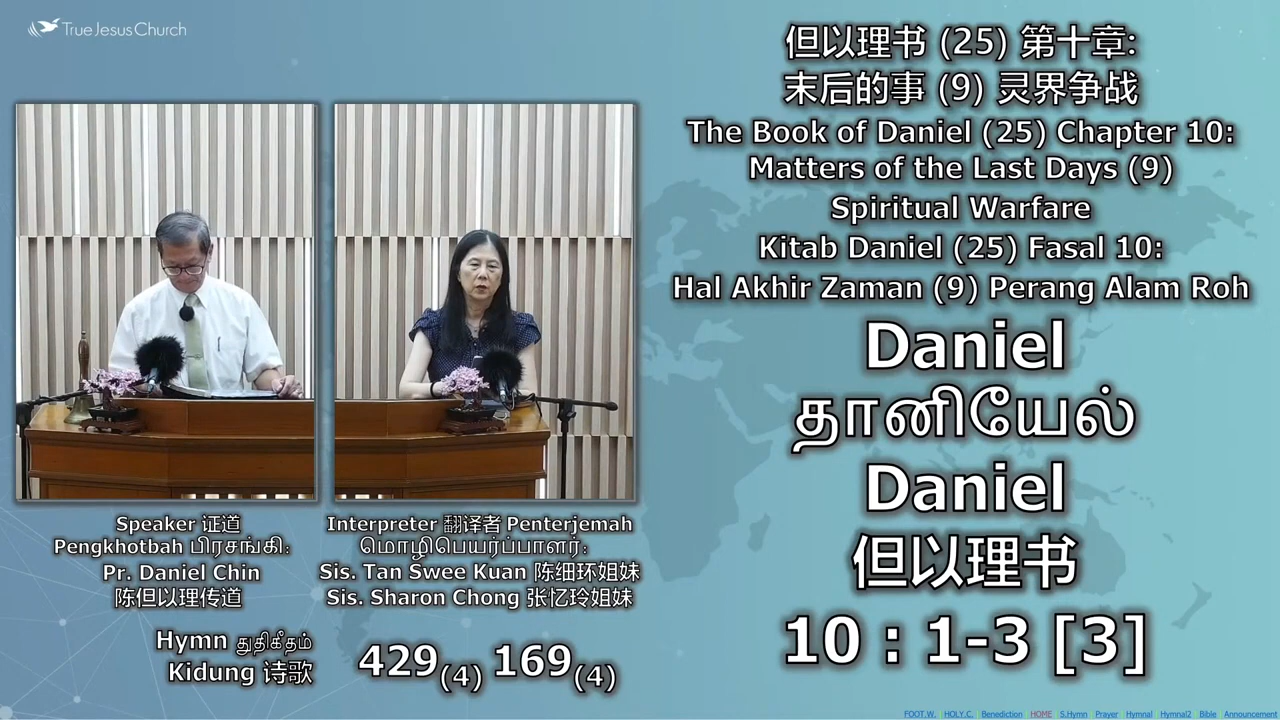 True Jesus Church
但以理书 (25) 第十章:
末后的事 (9) 灵界争战
The Book of Daniel (25) Chapter 10:
Matters of the Last Days (9)
Spiritual Warfare
Kitab Daniel (25) Fasal 10:
Hal Akhir Zaman (9) Perang Alam Roh
Daniel
தானியேல்
Daniel
但以理书
10 : 1-3 [3]
Speaker 证道
Pengkhotbah பிரசங்கி:
Pr. Daniel Chin
陈但以理传道
Interpreter 翻译者 Penterjemah
மொழிபெயர்ப்பாளர்:
Sis. Tan Swee Kuan 陈细环姐妹
Sis. Sharon Chong 张忆玲姐妹
Hymn துதிகீதம்
Kidung 诗歌
429(4) 169(4)
FOOT.W. | HOLY.C. | Benediction | HOME | S.Hymn | Prayer | Hymnal | Hymnal2 | Bible | Announcement